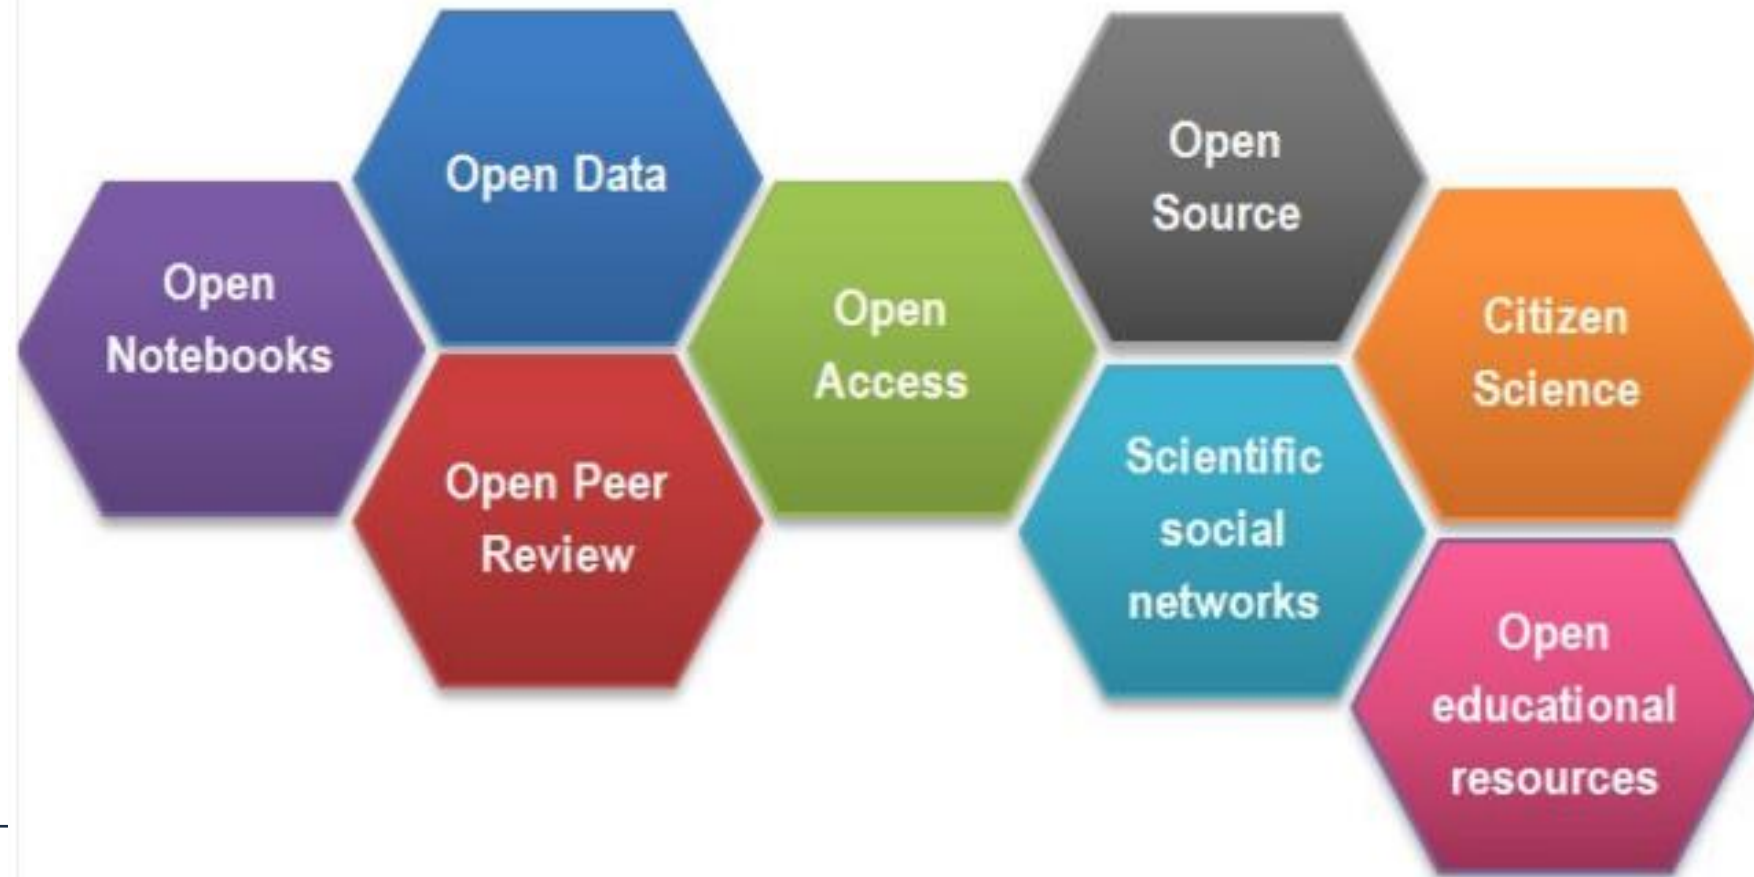 Open
Notebooks
Open Data
Open Peer
Review
Open
Access
Open
Source
Scientific
social
networks
Citizen
Science
Open
educational
resources